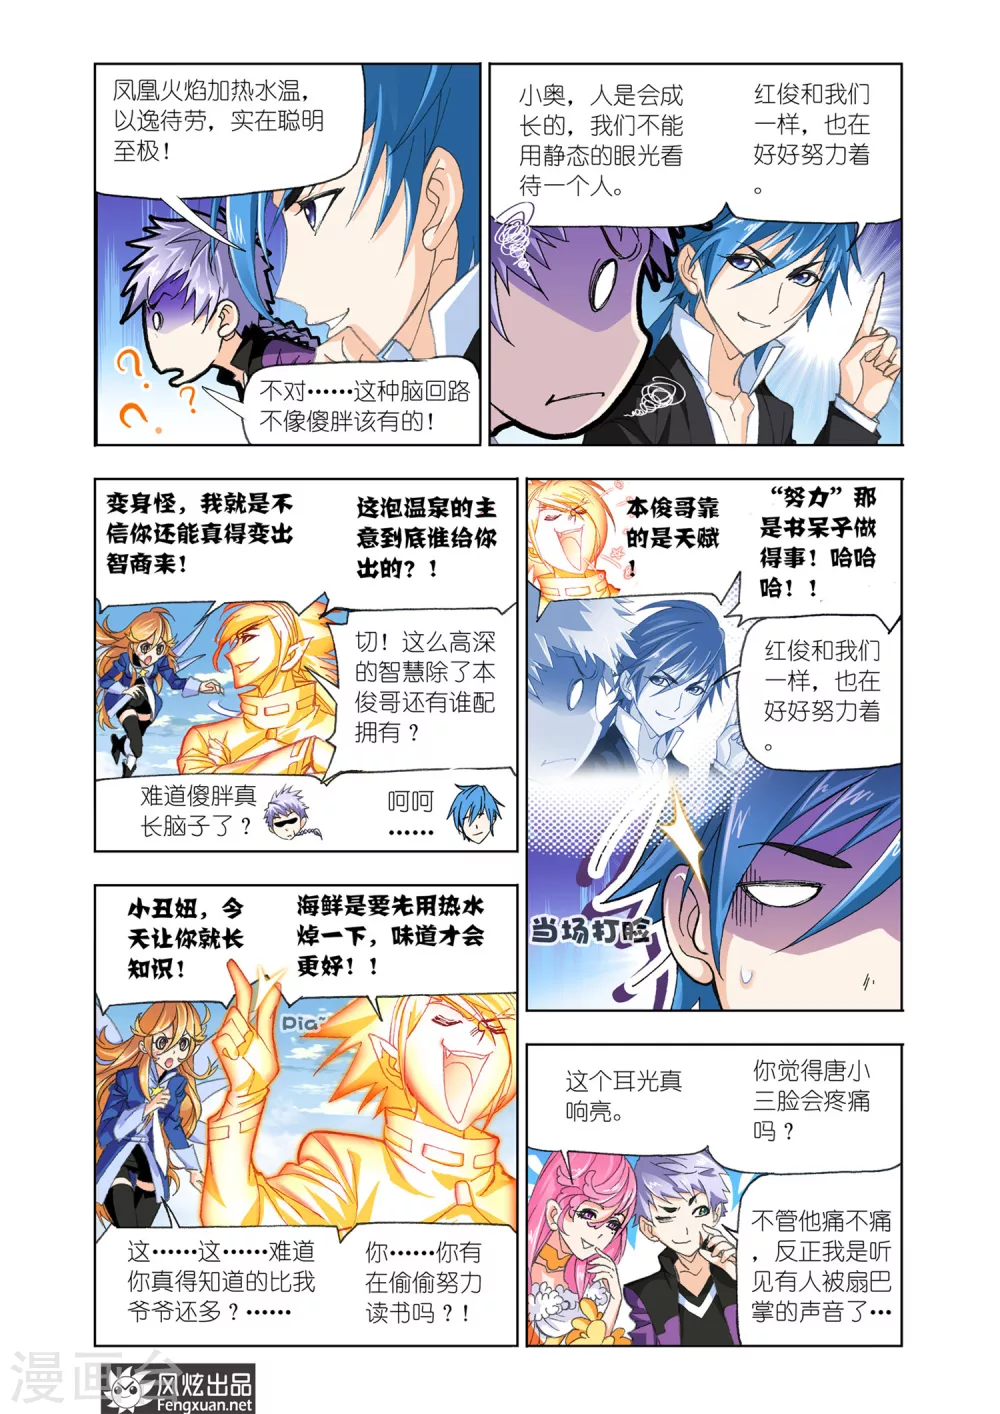 凤凰火焰加热水温，
以逸待劳，实在聪明
至极！
不对……这种脑回路
不像傻胖该有的！
小奥，人是会成
长的，我们不能
用静态的眼光看
待一个人。
红俊和我们
一样，也在
好好努力着
。
变身怪，我就是不
信你还能真得变出
智商来！
这泡温泉的主
意到底谁给你
出的？！
切！这么高深
的智慧除了本
俊哥还有谁配
拥有？
难道傻胖真
长脑子了？
呵呵
……
本俊哥靠
的是天赋
！
“努力”那
是书呆子做
得事！哈哈
哈！！
红俊和我们
一样，也在
好好努力着
。
当场打脸
小丑妞，今
天让你就长
知识！
海鲜是要先用热水
焯一下，味道才会
更好！！
Pia~
这……这……难道
你真得知道的比我
爷爷还多？……
你……你有
在偷偷努力
读书吗？！
这个耳光真
响亮。
你觉得唐小
三脸会疼痛
吗？
不管他痛不痛
，反正我是听
见有人被扇巴
掌的声音了…
漫画台
风炫出品
Fengxuan.net